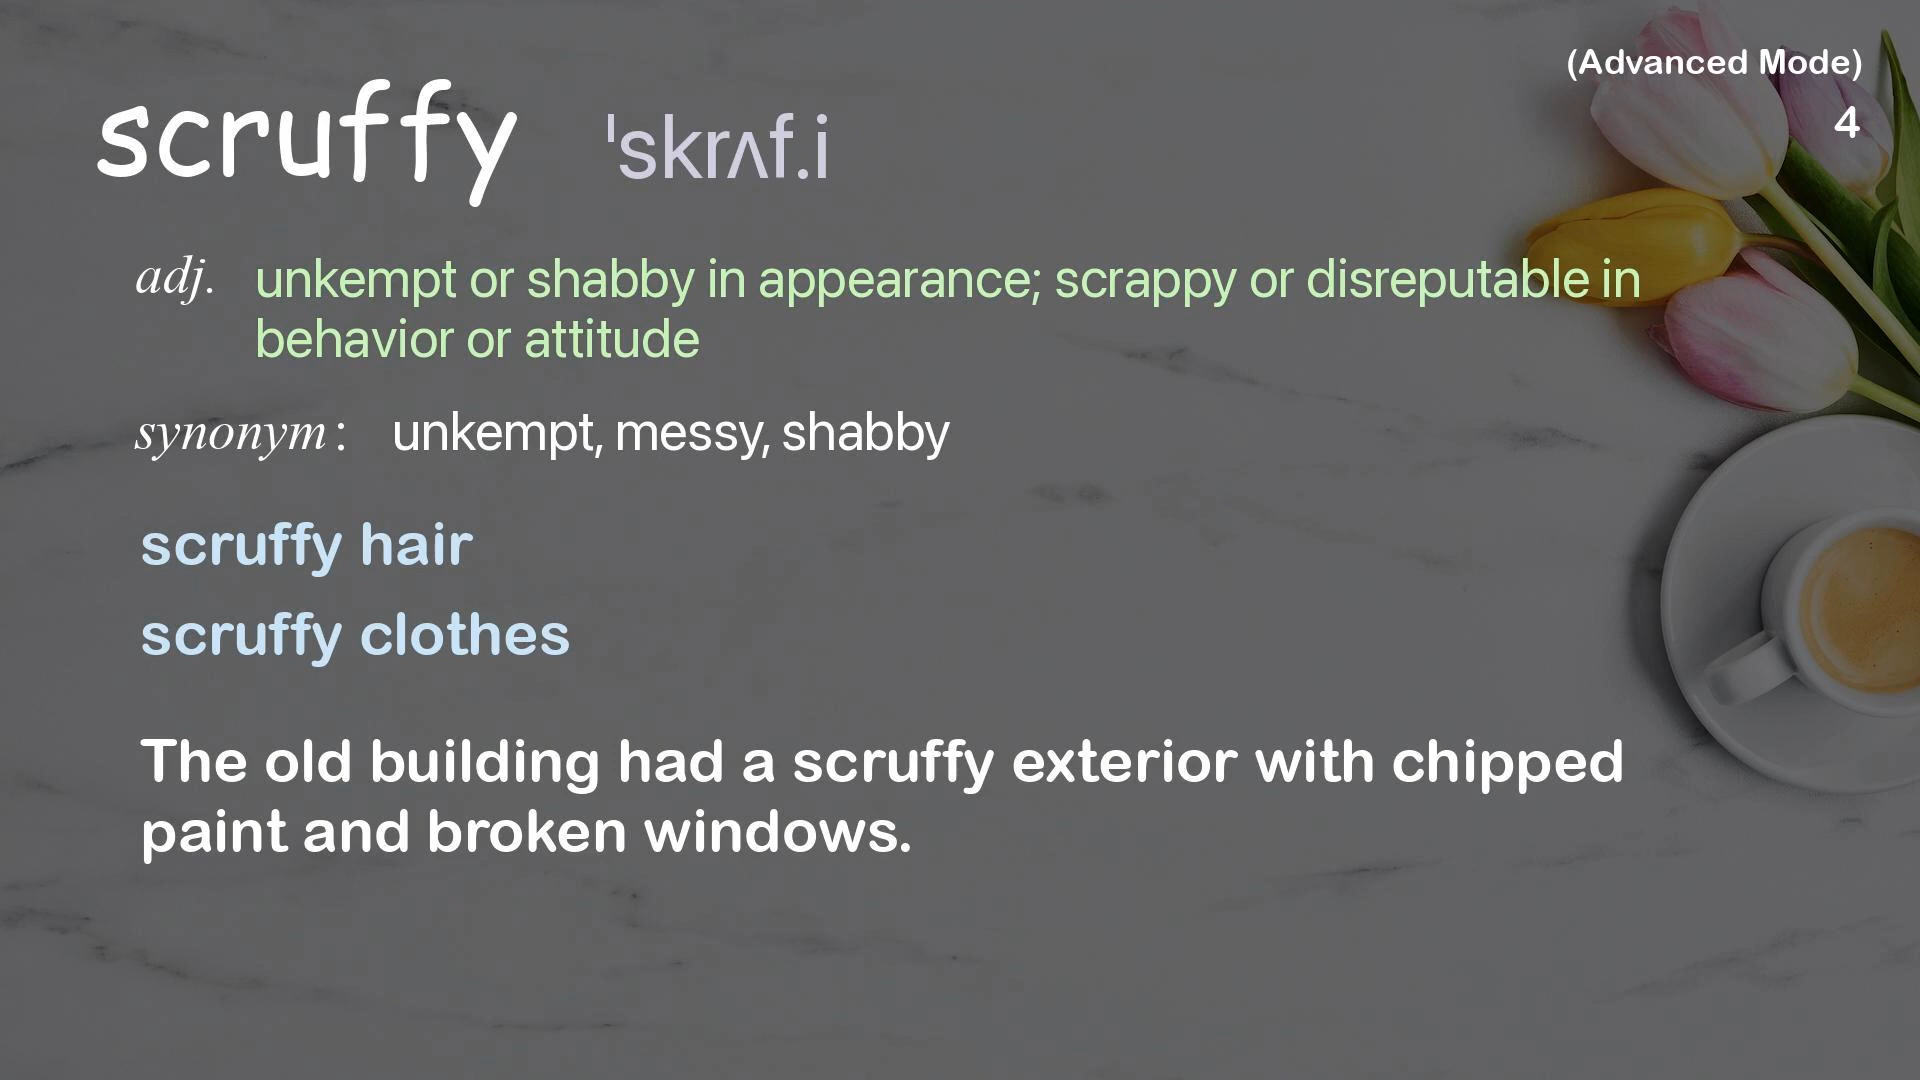 (Advanced Mode)
scruffy ˈskrʌf.i
4
adj. unkempt or shabby in appearance; scrappy or disreputable in
behavior or attitude
synonym: unkempt, messy, shabby
scruffy hair
scruffy clothes
The old building had a scruffy exterior with chipped
paint and broken windows.